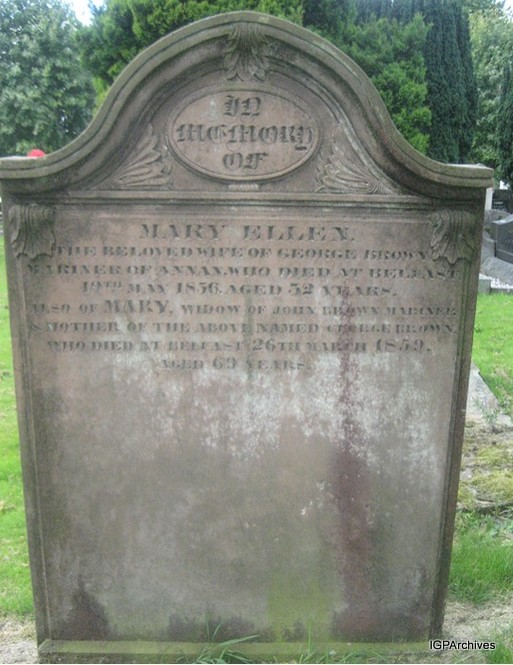 IN
MEMORY
OF
MARY ELLEN.
THE BELOVED WIFE OF GEORGE BROWN
MARINER OF ANNAN, WHO DIED AT BELFAST
19TH MAY 1856, AGED 32 YEARS.
ALSO OF MARY, WIDOW OF JOHN BROWN MARINER
& MOTHER OF THE ABOVE NAMED GEORGE BROWN,
WHO DIED AT BELFAST 26TH MARCH 1859.
AGED 69 YEARS.
IGPArchives